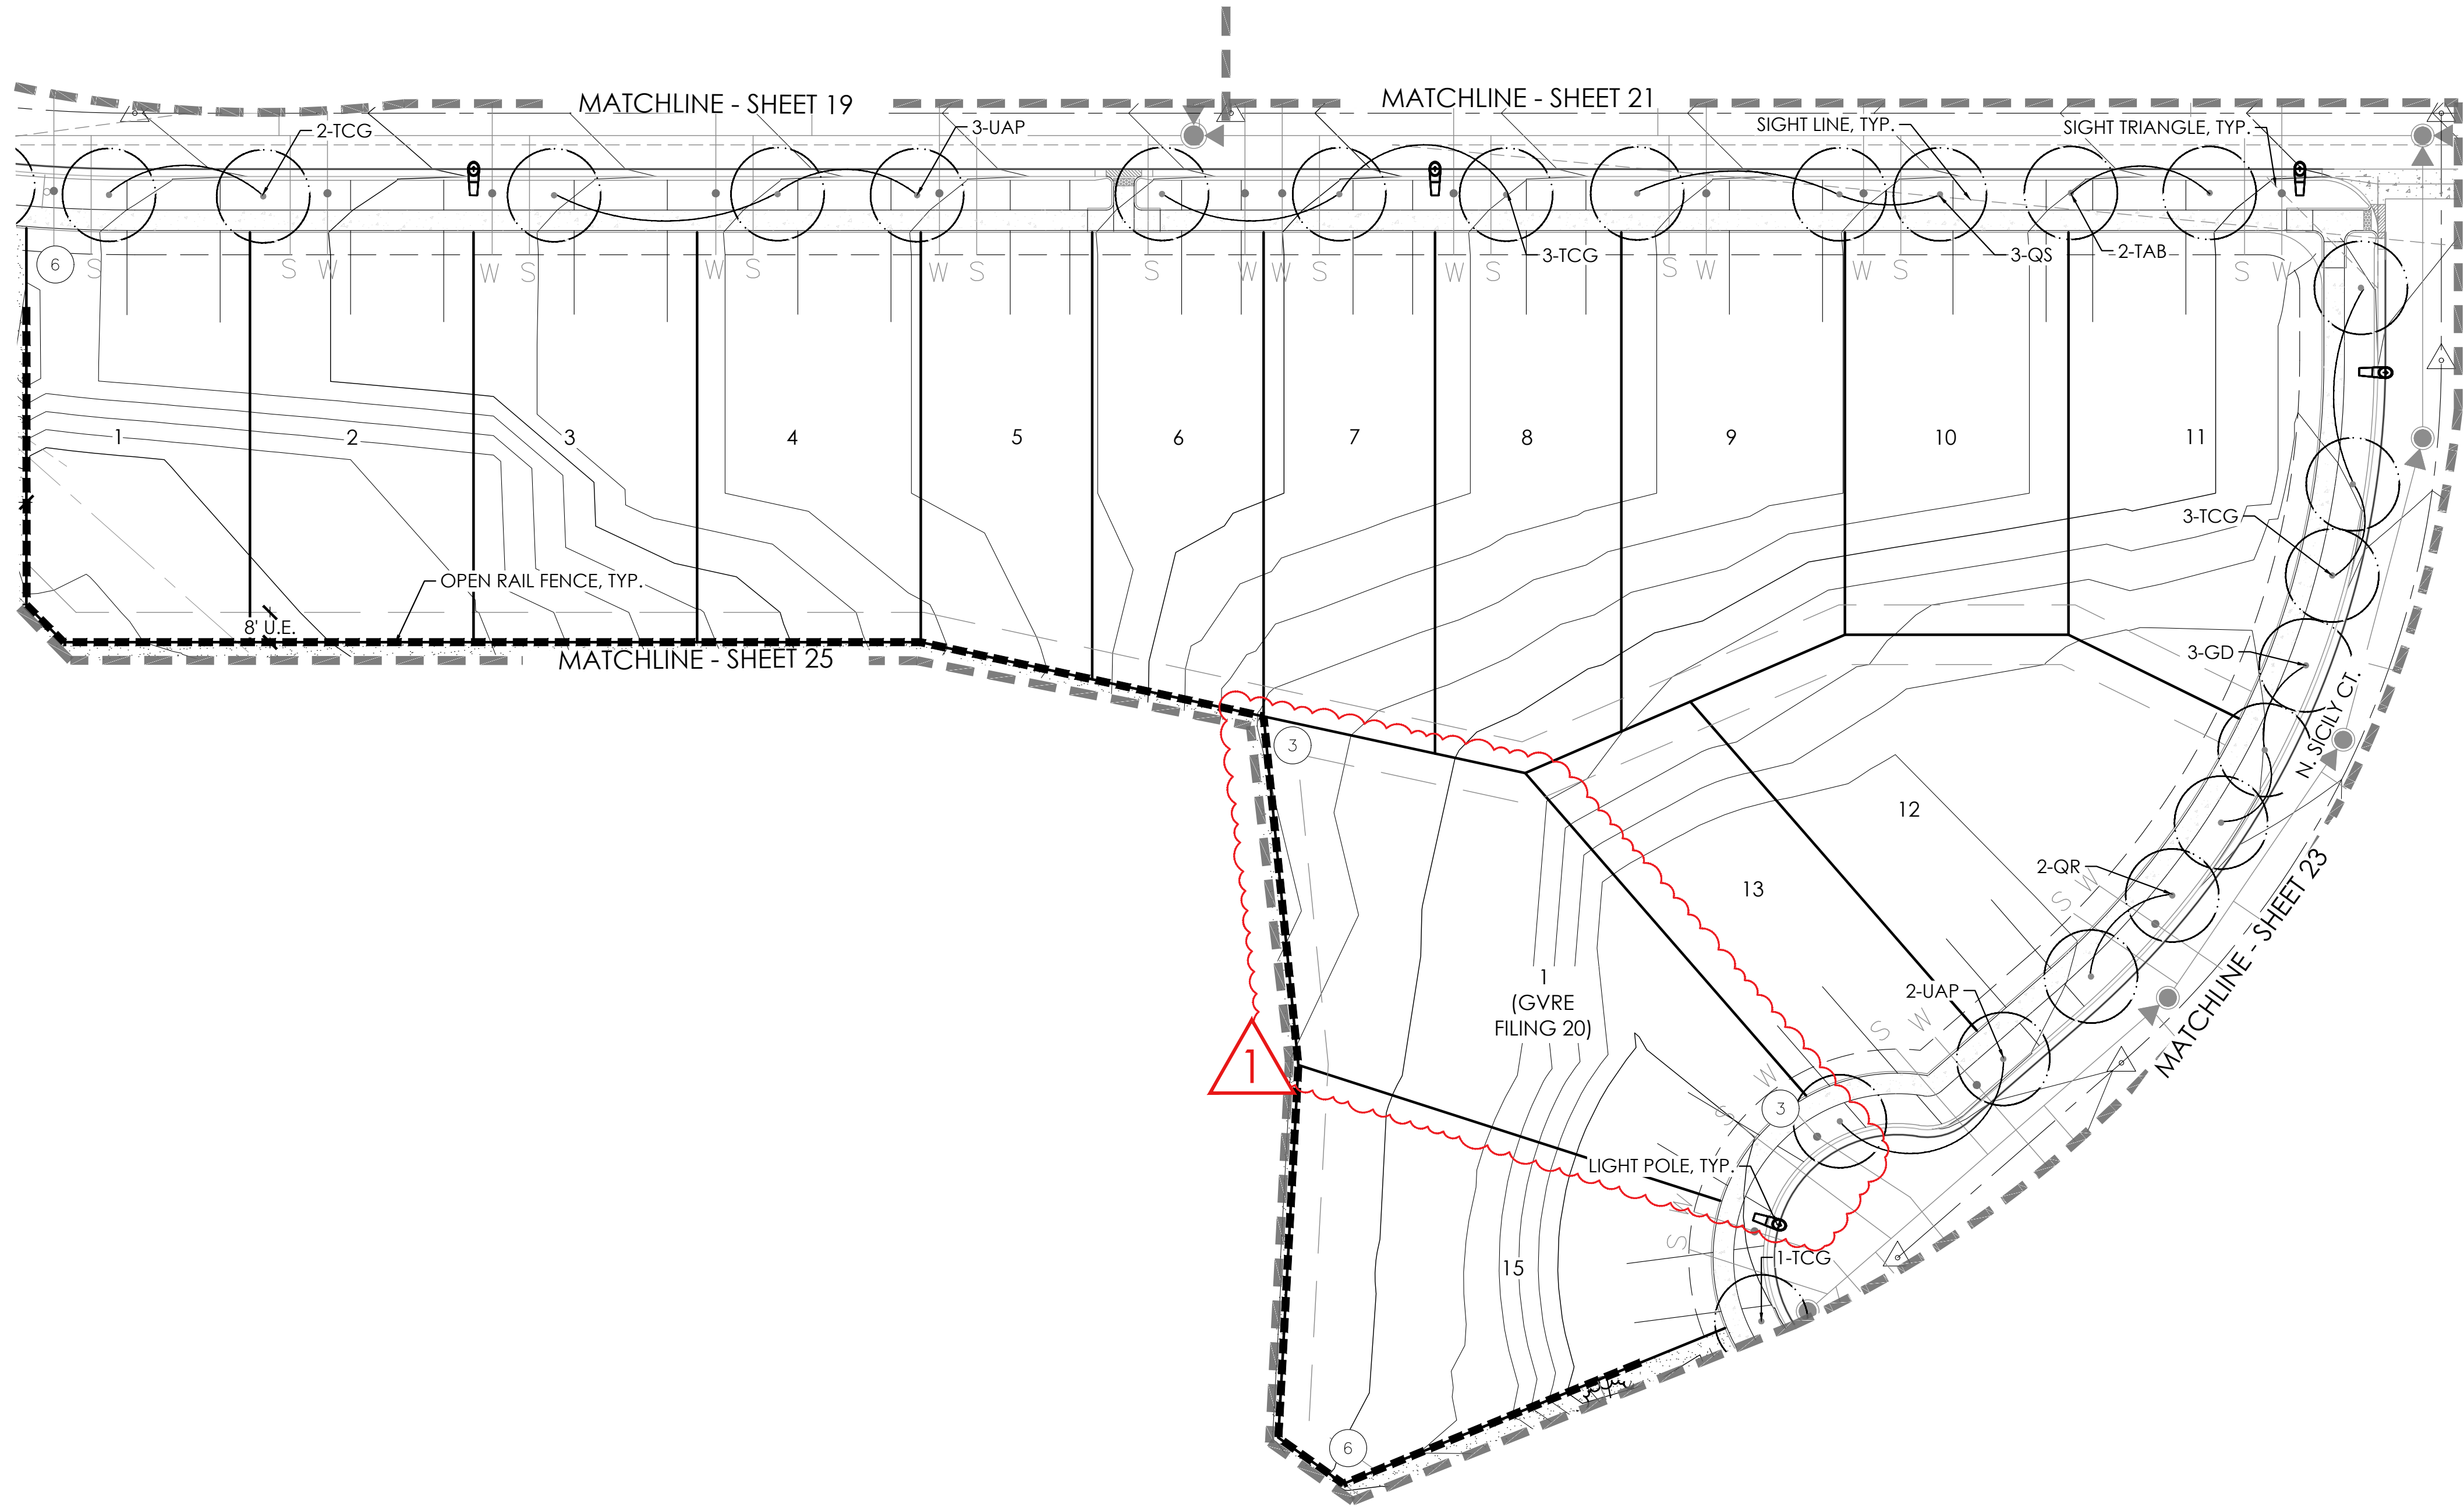 MATCHLINE - SHEET 19
MATCHLINE - SHEET 21
2-TCG
3-UAP
SIGHT LINE, TYP.
SIGHT TRIANGLE, TYP.
6
S
S
W
W
S
W
S
W
S
S
W
W
S
W
S
3-TCG
S
W
W
S
3-QS
2-TAB
S
W
1
2
3
4
5
6
7
8
9
10
11
3-TCG
OPEN RAIL FENCE, TYP.
8' U.E.
MATCHLINE - SHEET 25
3-GD
N. SICILY CT.
3
12
2-QR
13
S
W
MATCHLINE - SHEET 23
1
(GVRE
FILING 20)
2-UAP
S
W
1
W
S
3
LIGHT POLE, TYP.
W
S
1-TCG
15
6